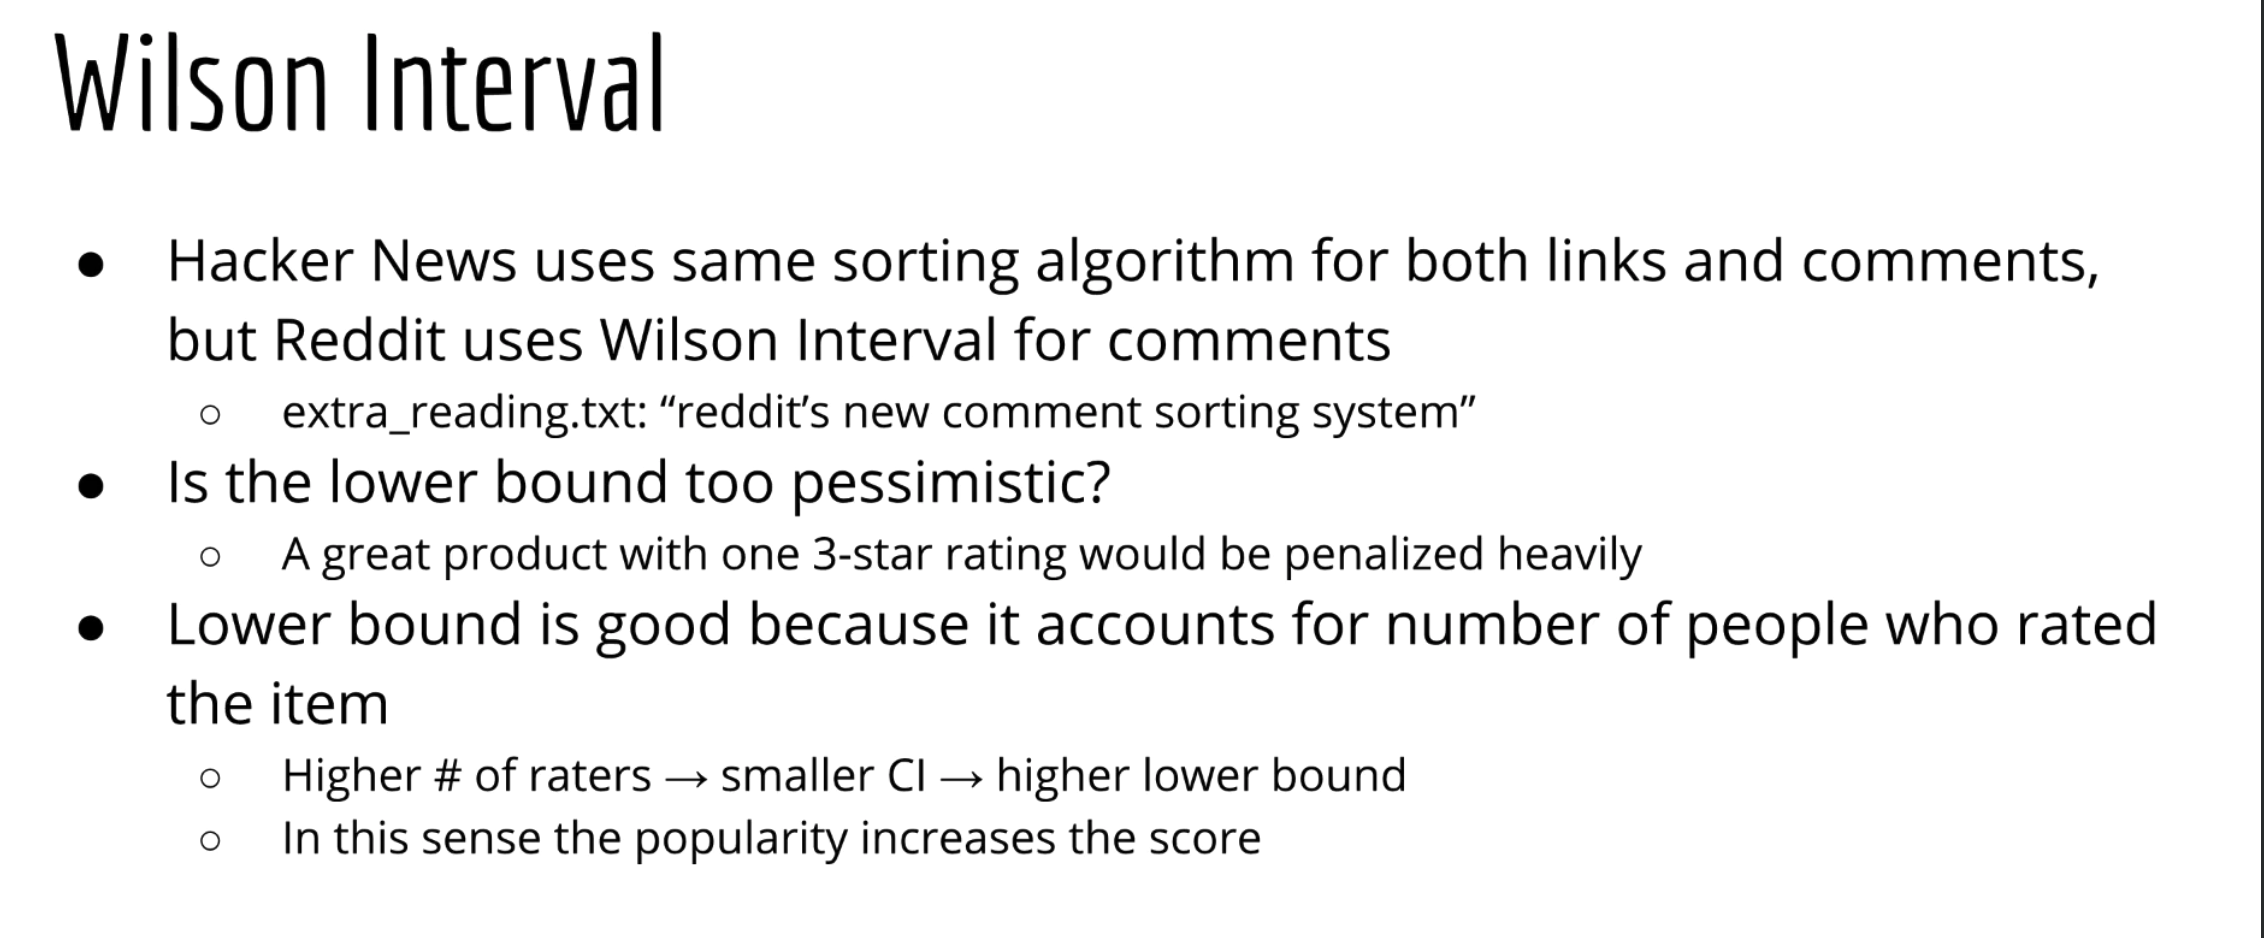 Wilson Interval
● Hacker News uses same sorting algorithm for both links and comments,
but Reddit uses Wilson Interval for comments
○ extra_reading.txt: “reddit’s new comment sorting system”
● Is the lower bound too pessimistic?
○ A great product with one 3-star rating would be penalized heavily
● Lower bound is good because it accounts for number of people who rated
the item
○ Higher # of raters → smaller CI → higher lower bound
○ In this sense the popularity increases the score